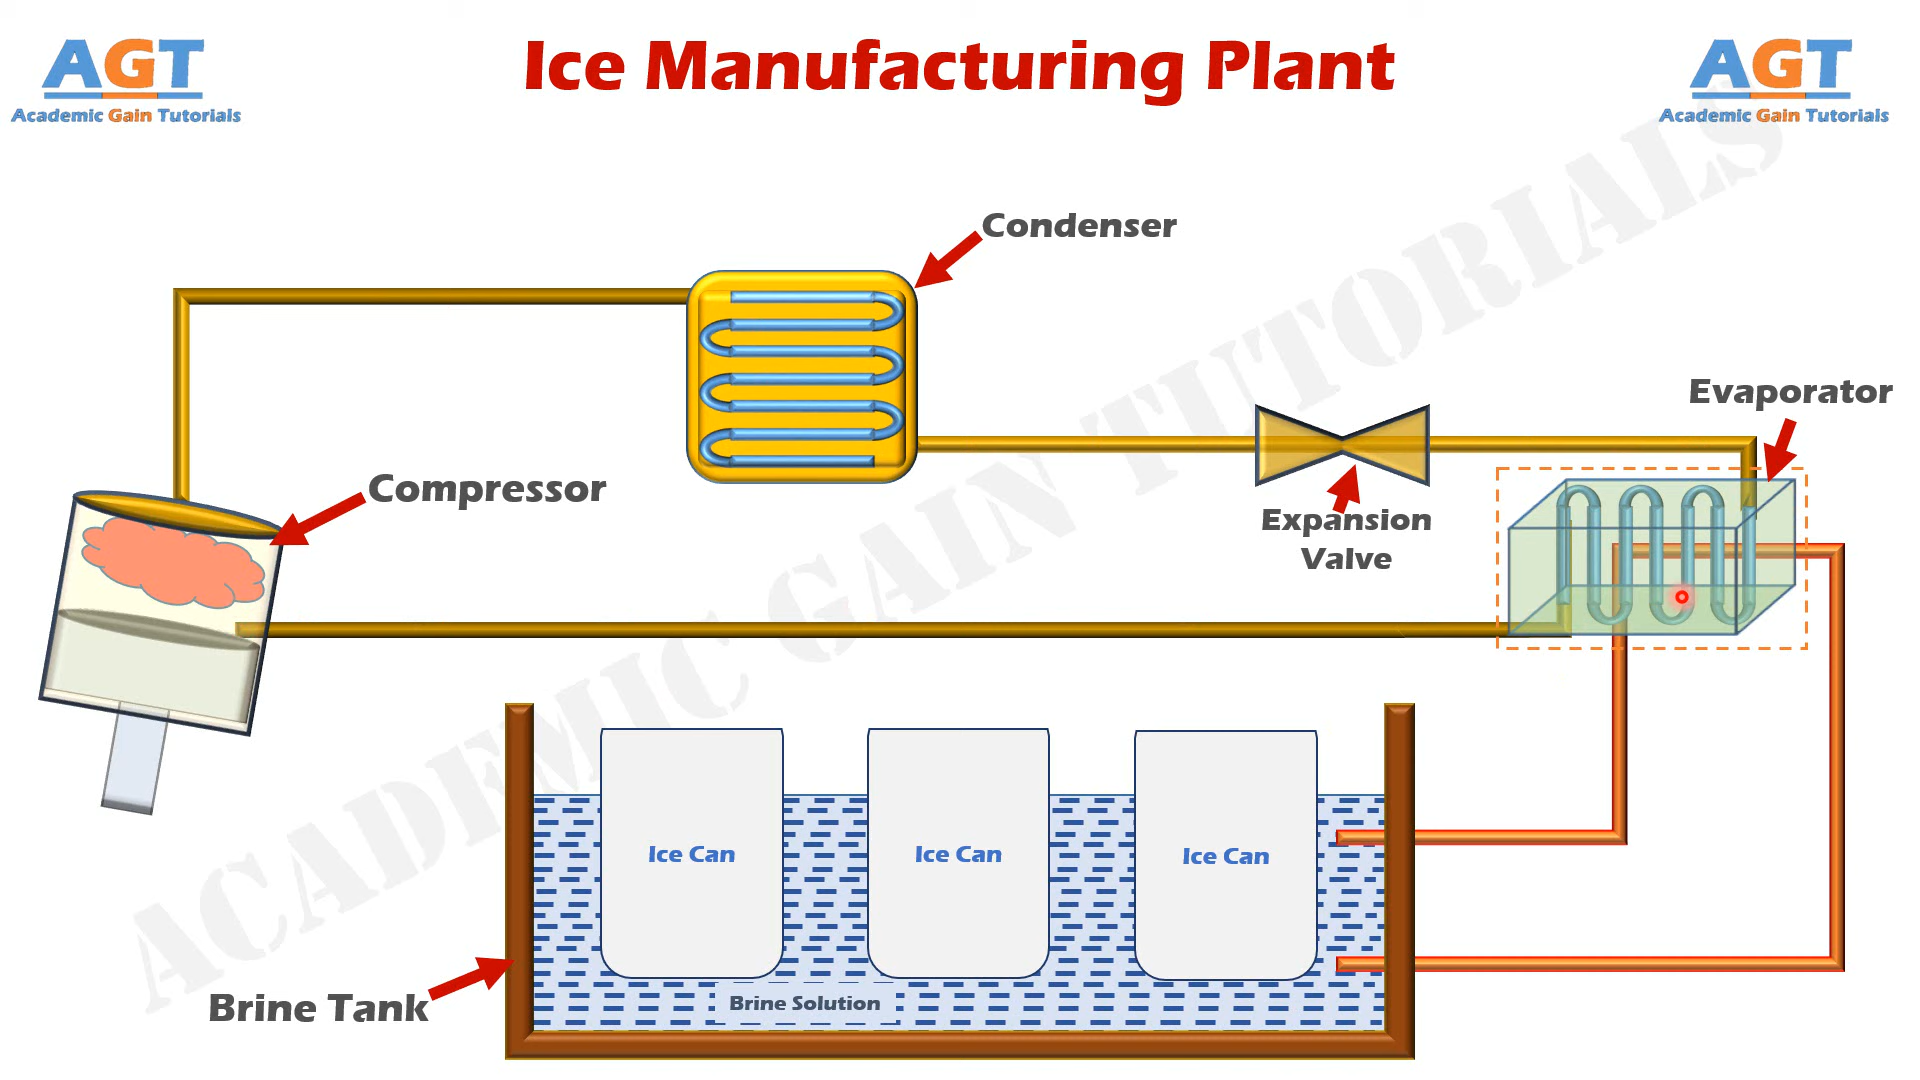 Ice Manufacturing Plant
AGT
Academic Gain Tutorials
AGT
Academic Gain Tutorials
Condenser
Evaporator
Compressor
Expansion
Valve
Ice Can
Ice Can
Ice Can
Brine Tank
Brine Solution
ACADEMIC GAIN TUTORIALS